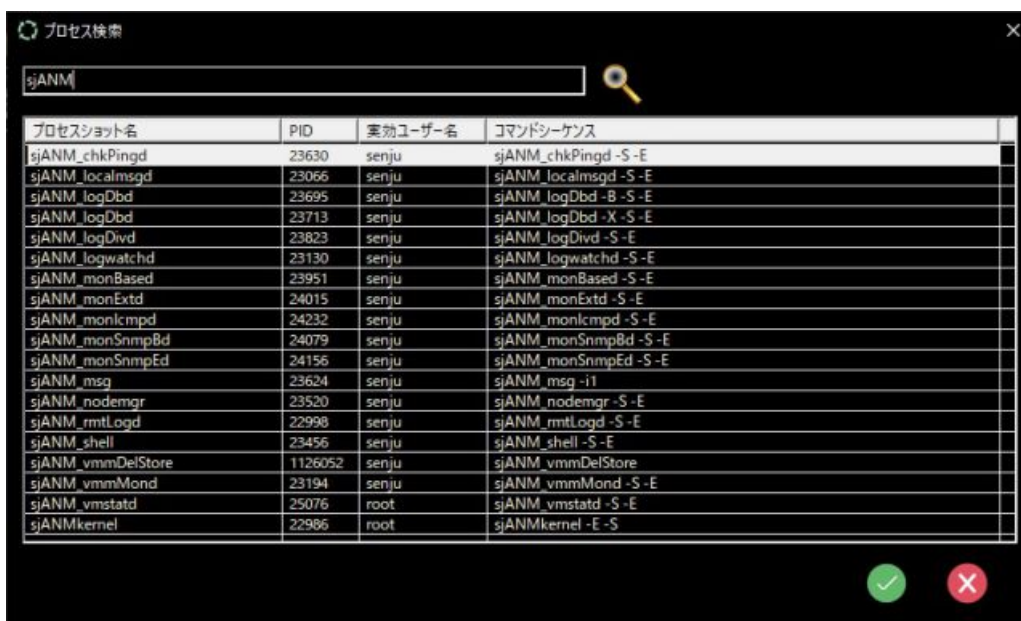 プロセス検索
sjANM
プロセスショット名 PID 実効ユーザー名 コマンドシーケンス
sjANM_chkPingd 23630 senju sjANM_chkPingd -S -E
sjANM_localmsgd 23066 senju sjANM_localmsgd -S -E
sjANM_logDbd 23695 senju sjANM_logDbd -B -S -E
sjANM_logDbd 23713 senju sjANM_logDbd -X -S -E
sjANM_logDivd 23823 senju sjANM_logDivd -S -E
sjANM_logwatchd 23130 senju sjANM_logwatchd -S -E
sjANM_monBased 23951 senju sjANM_monBased -S -E
sjANM_monExtd 24015 senju sjANM_monExtd -S -E
sjANM_monIcmpd 24232 senju sjANM_monIcmpd -S -E
sjANM_monSnmpBd 24079 senju sjANM_monSnmpBd -S -E
sjANM_monSnmpEd 24156 senju sjANM_monSnmpEd -S -E
sjANM_msg 23624 senju sjANM_msg -i1
sjANM_nodemgr 23520 senju sjANM_nodemgr -S -E
sjANM_rmtLogd 22998 senju sjANM_rmtLogd -S -E
sjANM_shell 23456 senju sjANM_shell -S -E
sjANM_vmmDelStore 1126052 senju sjANM_vmmDelStore
sjANM_vmmMond 23194 senju sjANM_vmmMond -S -E
sjANM_vmstatd 25076 root sjANM_vmstatd -S -E
sjANMkernel 22986 root sjANMkernel -E -S